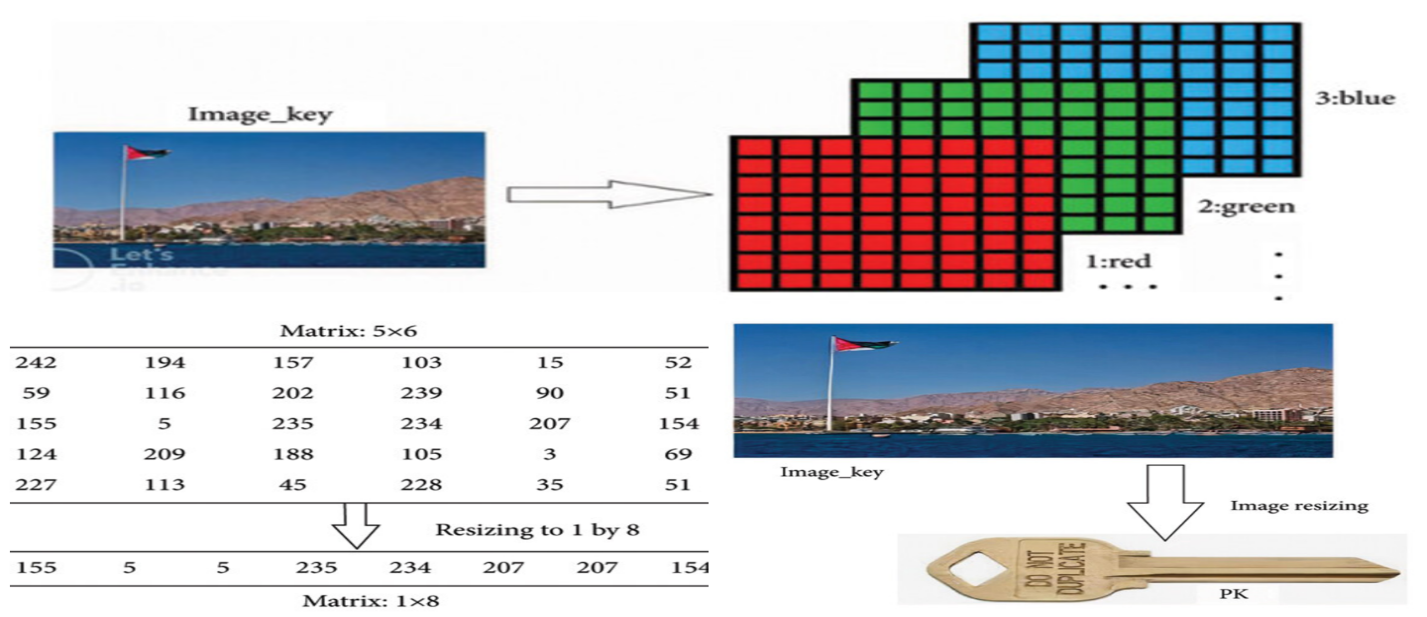 Image_key
3:blue
2:green
1:red
Let's
Enhance
Matrix: 5×6
242 194 157 103 15 52
59 116 202 239 90 51
155 5 235 234 207 154
124 209 188 105 3 69
227 113 45 228 35 51
Resizing to 1 by 8
155 5 5 235 234 207 207 154
Matrix: 1×8
Image_key
Image resizing
DO NOT
DUPLICATE
PK